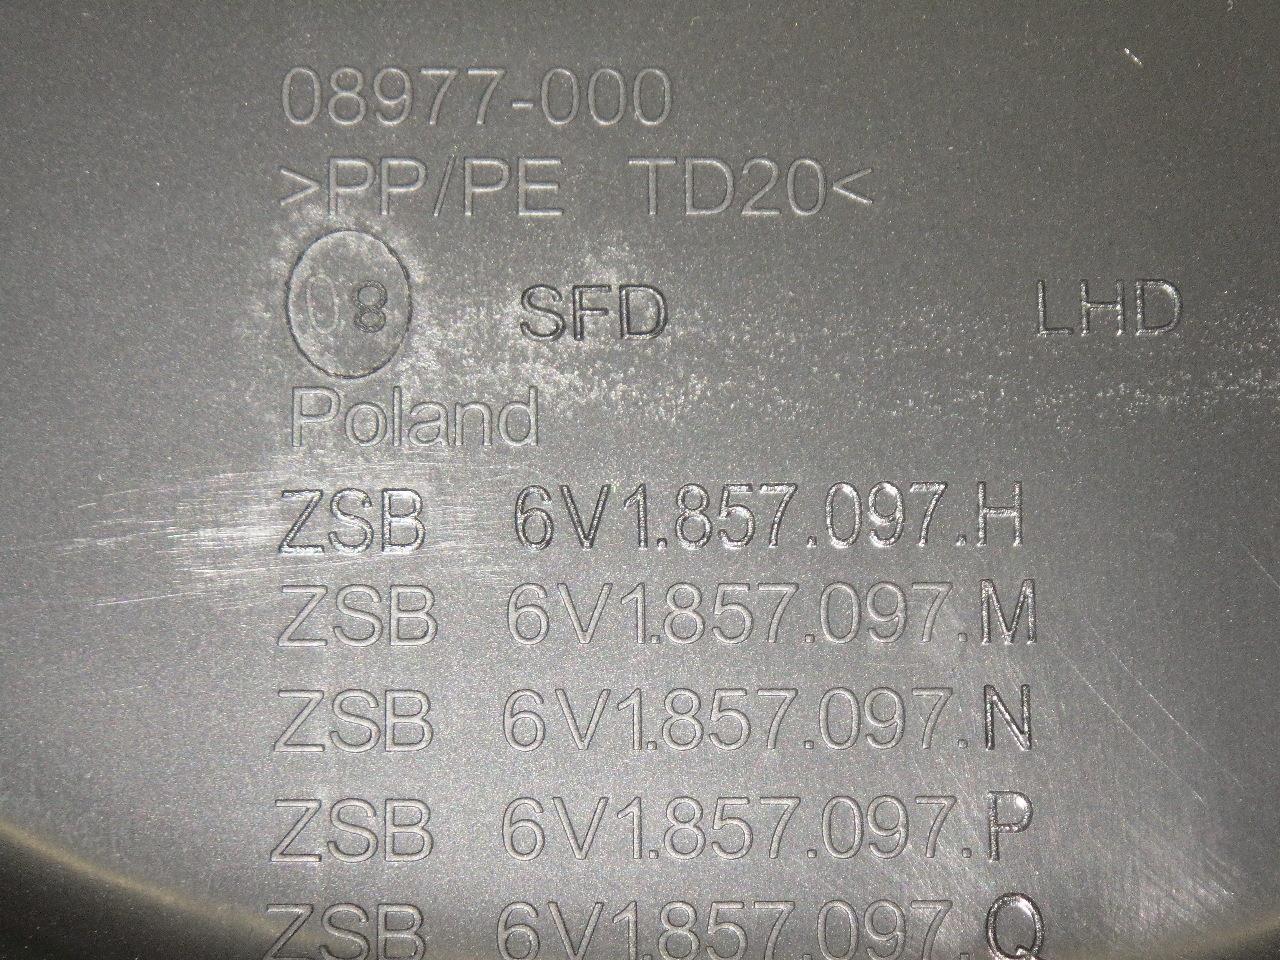 08977-000
>PP/PE TD20<
08 SFD LHD
Poland
ZSB 6V1.857.097.H
ZSB 6V1.857.097.M
ZSB 6V1.857.097.N
ZSB 6V1.857.097.P
ZSB 6V1.857.097.Q